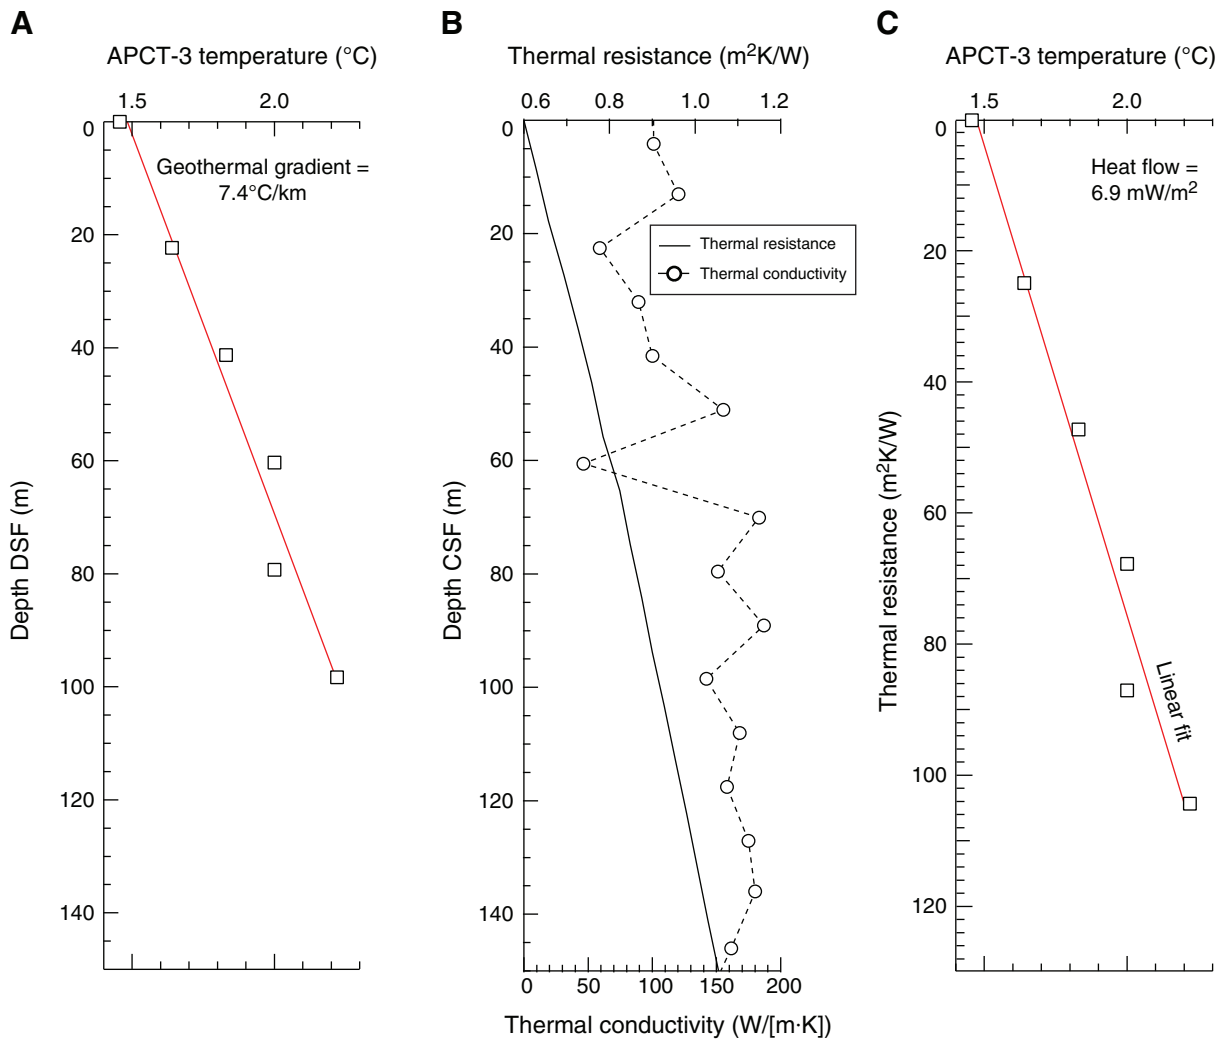 A
APCT-3 temperature (°C)
1.5 2.0
0
20
40
60
80
100
120
140
Depth DSF (m)
Geothermal gradient =
7.4°C/km
B
Thermal resistance (m²K/W)
0.6 0.8 1.0 1.2
0
20
40
60
80
100
120
140
Depth CSF (m)
Thermal resistance
Thermal conductivity
0 50 100 150 200
Thermal conductivity (W/[m·K])
C
APCT-3 temperature (°C)
1.5 2.0
0
20
40
60
80
100
120
Thermal resistance (m²K/W)
Heat flow =
6.9 mW/m²
Linear fit